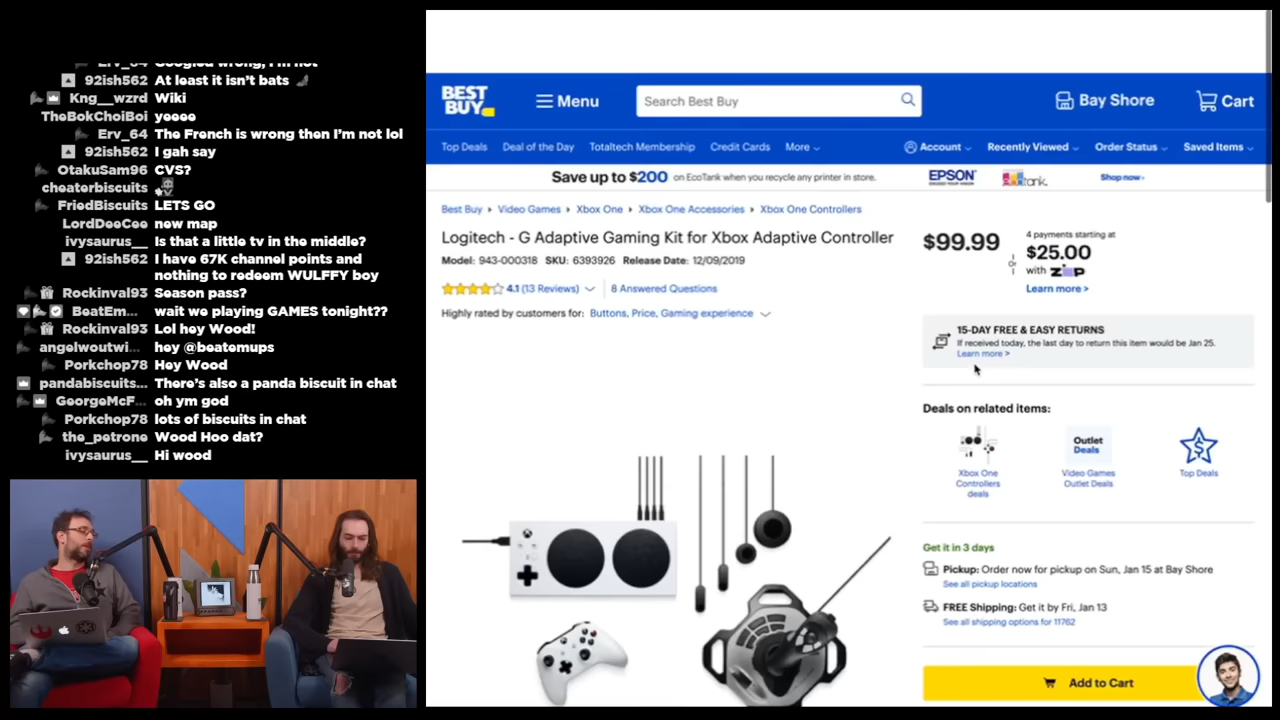 92ish562 At least it isn't bats
Kng__wzrd Wiki
TheBokChoiBoi yeeee
Erv_64 The French is wrong then I'm not lol
92ish562 I gah say
OtakuSam96 CVS?
cheatorbiscuits
FriedBiscuits LETS GO
LordDeeCee new map
ivysaurus__ Is that a little tv in the middle?
92ish562 I have 67K channel points and
nothing to redeem WULFFY boy
Rockinval93 Season pass?
BeatEm... wait we playing GAMES tonight??
Rockinval93 Lol hey Wood!
angelwoutwi... hey @beatemups
Porkchop78 Hey Wood
pandabiscuits... There's also a panda biscuit in chat
GeorgeMcF... oh ym god
Porkchop78 lots of biscuits in chat
the_petrone Wood Hoo dat?
ivysaurus__ Hi wood
BEST BUY
Menu
Search Best Buy
Bay Shore
Cart
Top Deals Deal of the Day Totaltech Membership Credit Cards More
Account Recently Viewed Order Status Saved Items
Save up to $200 on EcoTank when you recycle any printer in store.
EPSON
Shop now
Best Buy Video Games Xbox One Xbox One Accessories Xbox One Controllers
Logitech - G Adaptive Gaming Kit for Xbox Adaptive Controller
Model: 943-000318 SKU: 6393926 Release Date: 12/09/2019
4.1 (13 Reviews) 8 Answered Questions
Highly rated by customers for: Buttons, Price, Gaming experience
$99.99
or
4 payments starting at
$25.00
with zip
Learn more >
15-DAY FREE & EASY RETURNS
If received today, the last day to return this item would be Jan 25.
Learn more >
Deals on related items:
Outlet
Deals
Xbox One
Controllers
deals
Video Games
Outlet Deals
Top Deals
Get it in 3 days
Pickup: Order now for pickup on Sun, Jan 15 at Bay Shore
See all pickup locations
FREE Shipping: Get it by Fri, Jan 13
See all shipping options for 11762
Add to Cart